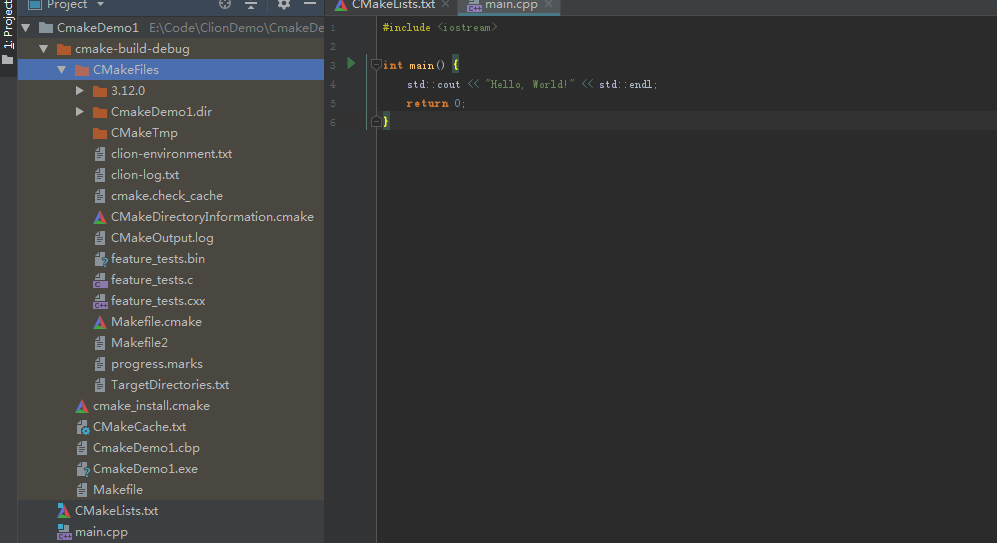 Project
CMakeLists.txt
main.cpp
1: Project
CmakeDemo1 E:\Code\ClionDemo\CmakeDe
cmake-build-debug
CMakeFiles
3.12.0
CmakeDemo1.dir
CMakeTmp
clion-environment.txt
clion-log.txt
cmake.check_cache
CMakeDirectoryInformation.cmake
CMakeOutput.log
feature_tests.bin
feature_tests.c
feature_tests.cxx
Makefile.cmake
Makefile2
progress.marks
TargetDirectories.txt
cmake_install.cmake
CMakeCache.txt
CmakeDemo1.cbp
CmakeDemo1.exe
Makefile
CMakeLists.txt
main.cpp
1 #include <iostream>
2
3 int main() {
4 std::cout << "Hello, World!" << std::endl;
5 return 0;
6 }